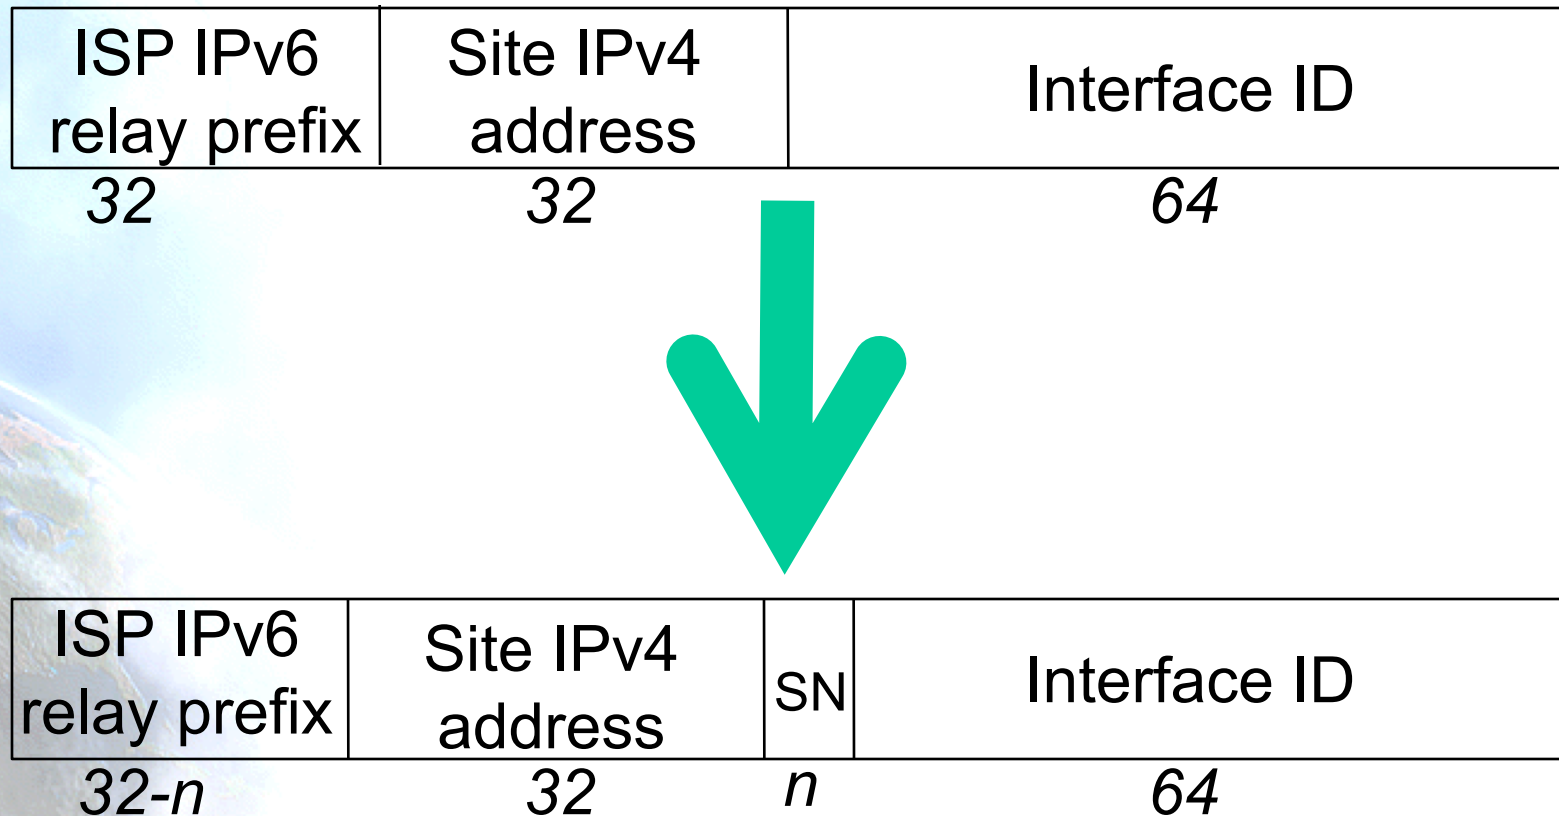 ISP IPv6
relay prefix
Site IPv4
address
Interface ID
32
32
64
ISP IPv6
relay prefix
Site IPv4
address
SN
Interface ID
32-n
32
n
64